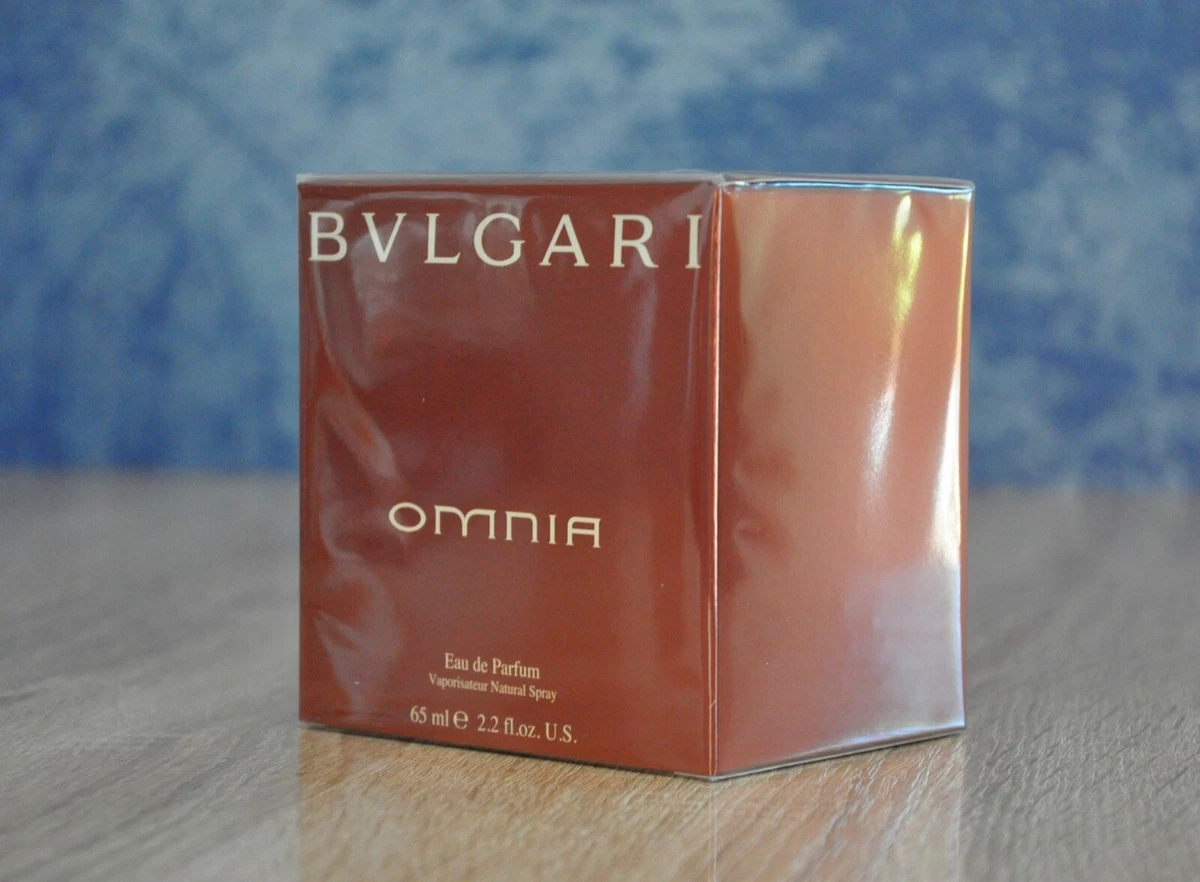 BVLGARI
OMNIA
Eau de Parfum
Vaporisateur Natural Spray
65 ml ℮ 2.2 fl.oz. U.S.